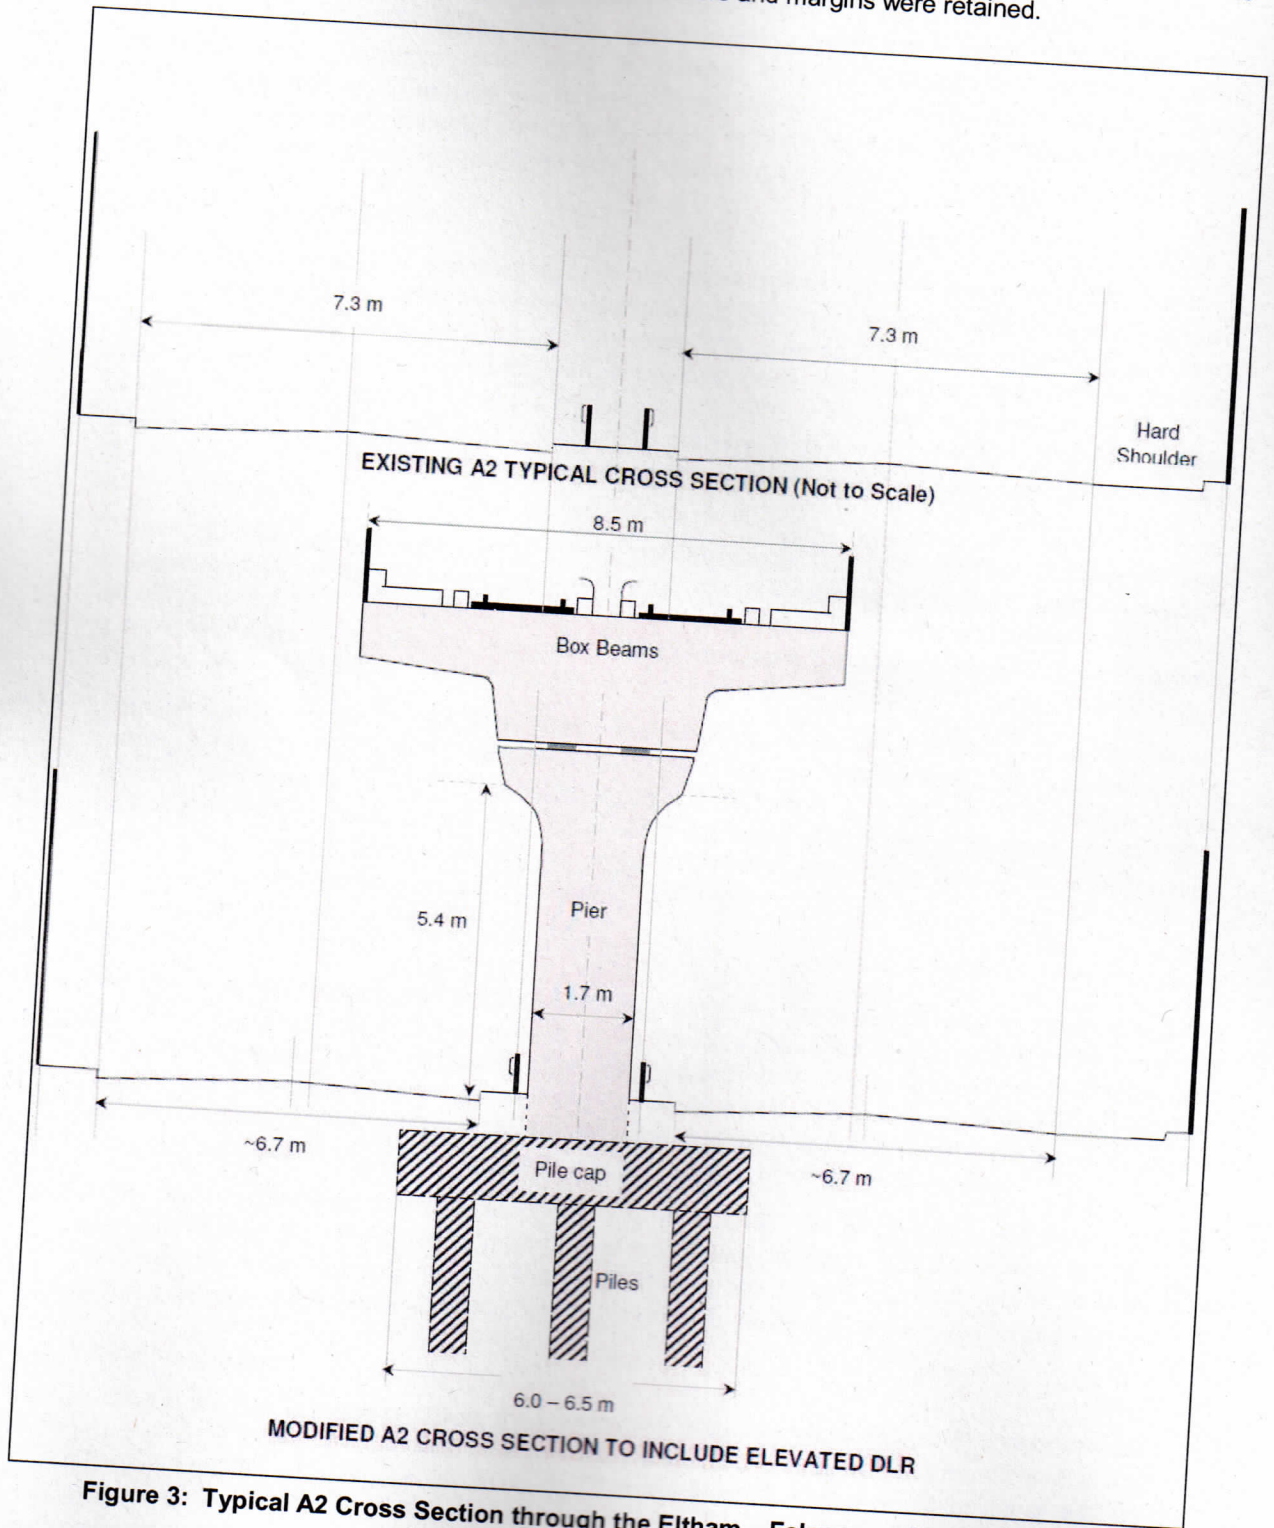 and margins were retained.
7.3 m
7.3 m
Hard
Shoulder
EXISTING A2 TYPICAL CROSS SECTION (Not to Scale)
8.5 m
Box Beams
5.4 m
Pier
1.7 m
~6.7 m
Pile cap
~6.7 m
Piles
6.0 – 6.5 m
MODIFIED A2 CROSS SECTION TO INCLUDE ELEVATED DLR
Figure 3: Typical A2 Cross Section through the Eltham